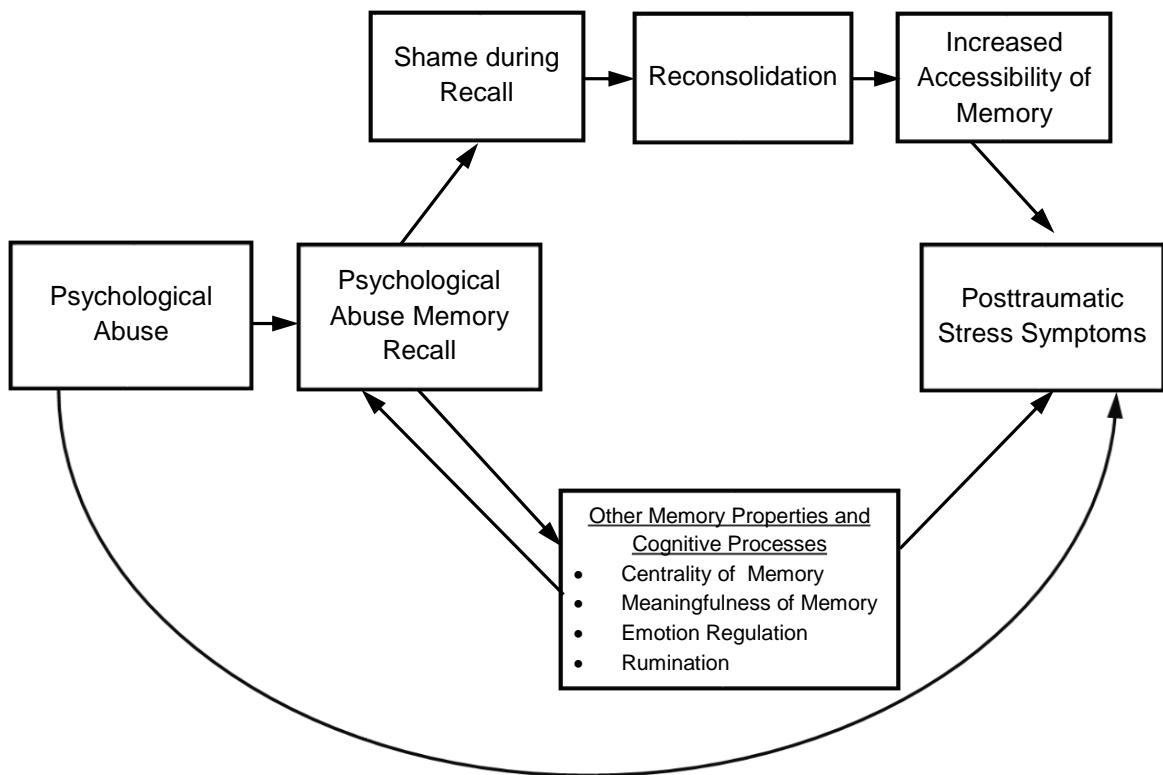 Shame during
Recall
Reconsolidation
Increased
Accessibility of
Memory
Psychological
Abuse
Psychological
Abuse Memory
Recall
Posttraumatic
Stress Symptoms
Other Memory Properties and
Cognitive Processes
• Centrality of Memory
• Meaningfulness of Memory
• Emotion Regulation
• Rumination